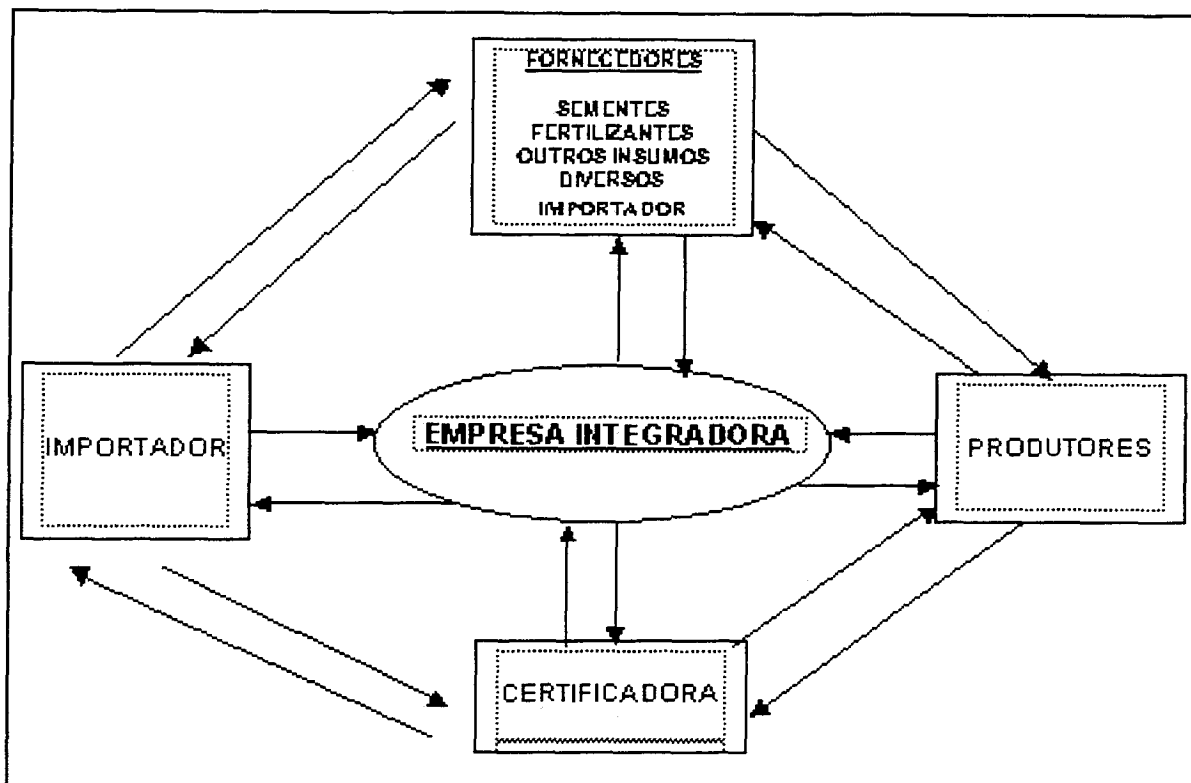 FORNECEDORES
SEMENTES
FERTILIZANTES
OUTROS INSUMOS
DIVERSOS
IMPORTADOR
IMPORTADOR
EMPRESA INTEGRADORA
PRODUTORES
CERTIFICADORA